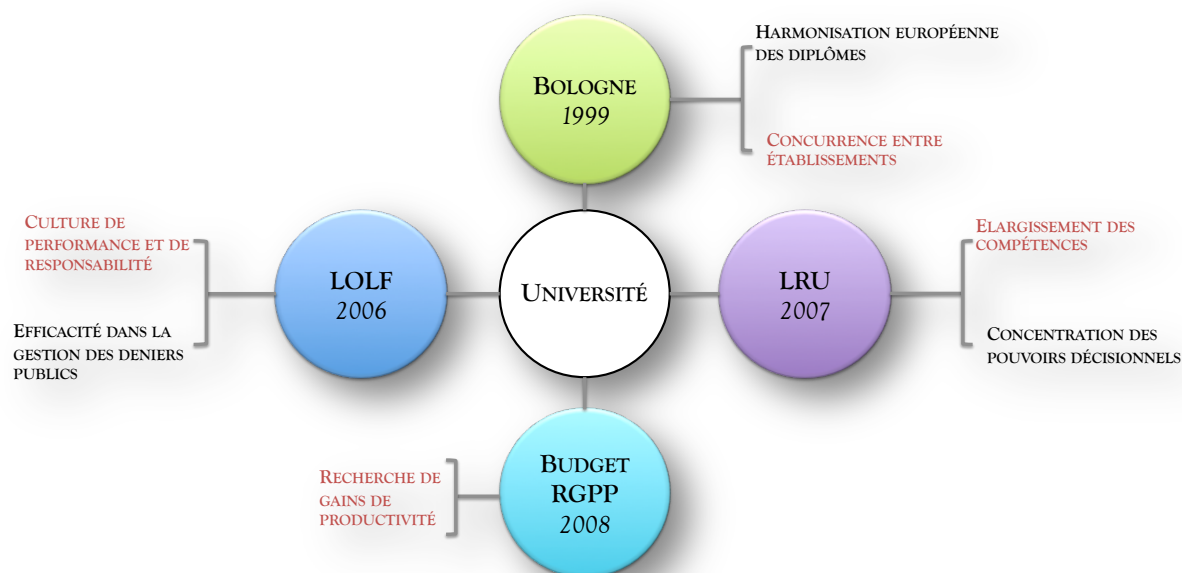 Bologne
1999
Harmonisation européenne
des diplômes
Concurrence entre
établissements
Culture de
performance et de
responsabilité
Efficacité dans la
gestion des deniers
publics
LOLF
2006
Université
LRU
2007
Elargissement des
compétences
Concentration des
pouvoirs décisionnels
Budget
RGPP
2008
Recherche de
gains de
productivité